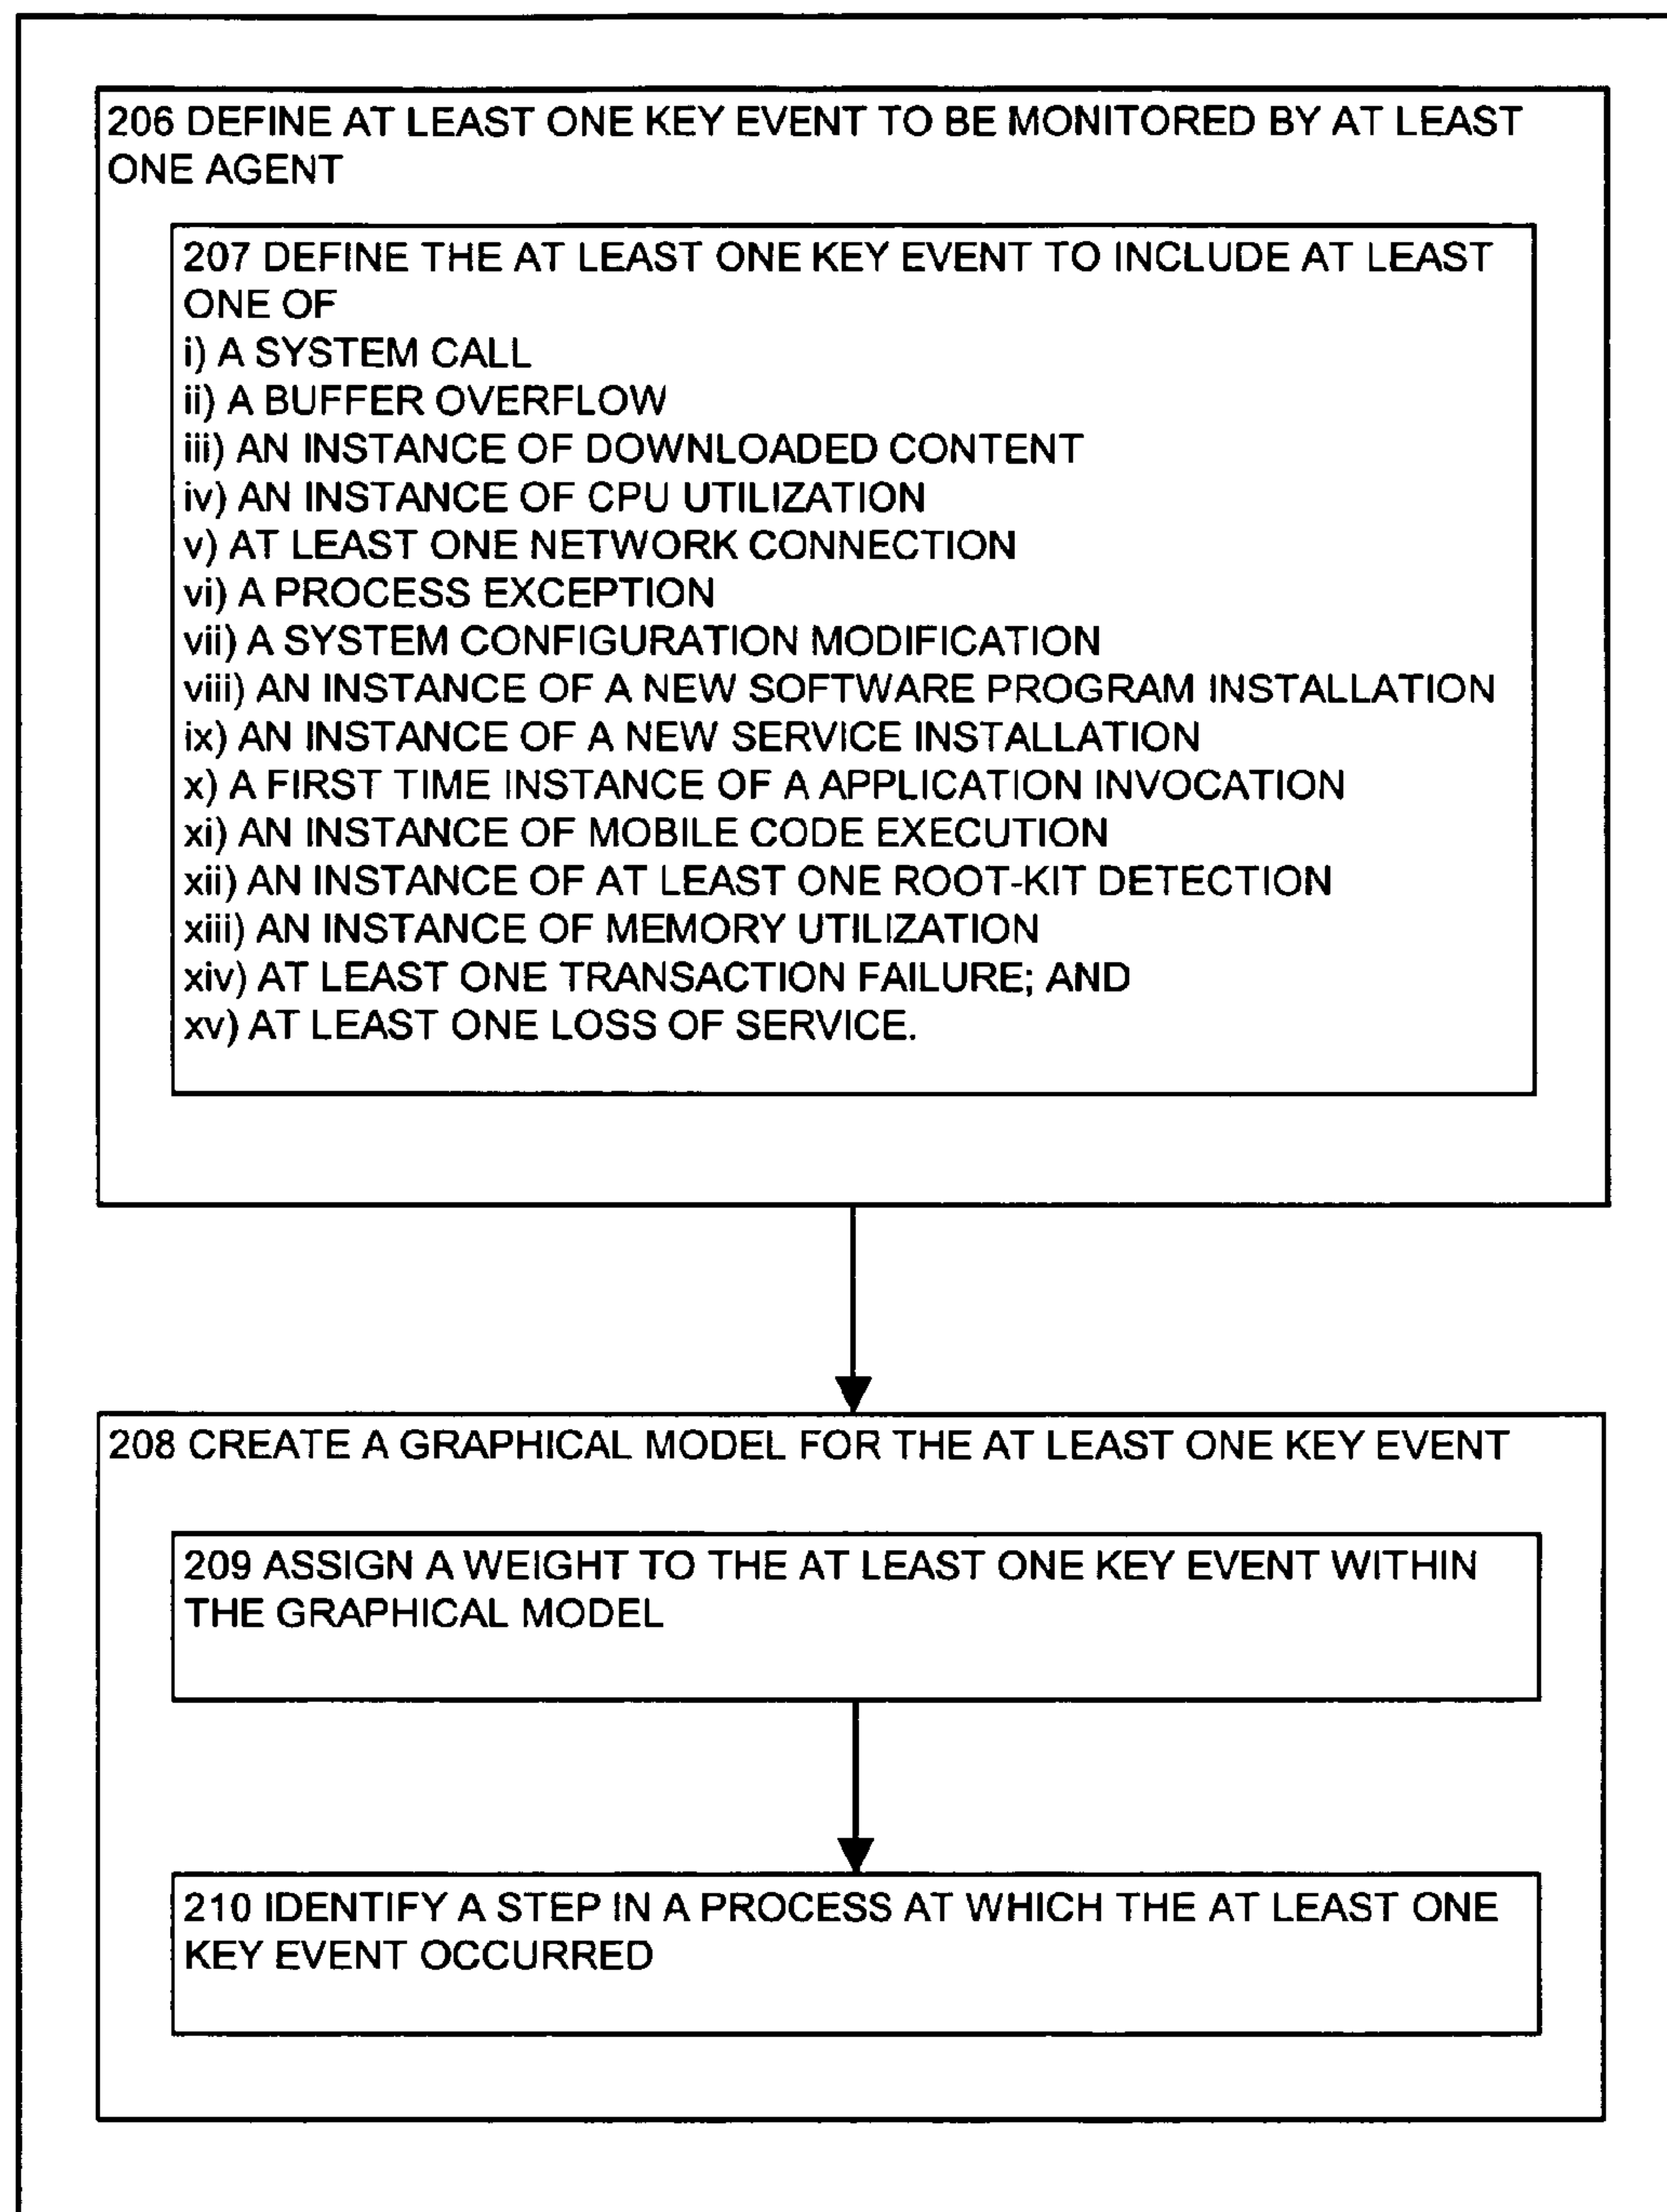 206 DEFINE AT LEAST ONE KEY EVENT TO BE MONITORED BY AT LEAST
ONE AGENT
207 DEFINE THE AT LEAST ONE KEY EVENT TO INCLUDE AT LEAST
ONE OF
i) A SYSTEM CALL
ii) A BUFFER OVERFLOW
iii) AN INSTANCE OF DOWNLOADED CONTENT
iv) AN INSTANCE OF CPU UTILIZATION
v) AT LEAST ONE NETWORK CONNECTION
vi) A PROCESS EXCEPTION
vii) A SYSTEM CONFIGURATION MODIFICATION
viii) AN INSTANCE OF A NEW SOFTWARE PROGRAM INSTALLATION
ix) AN INSTANCE OF A NEW SERVICE INSTALLATION
x) A FIRST TIME INSTANCE OF A APPLICATION INVOCATION
xi) AN INSTANCE OF MOBILE CODE EXECUTION
xii) AN INSTANCE OF AT LEAST ONE ROOT-KIT DETECTION
xiii) AN INSTANCE OF MEMORY UTILIZATION
xiv) AT LEAST ONE TRANSACTION FAILURE; AND
xv) AT LEAST ONE LOSS OF SERVICE.
208 CREATE A GRAPHICAL MODEL FOR THE AT LEAST ONE KEY EVENT
209 ASSIGN A WEIGHT TO THE AT LEAST ONE KEY EVENT WITHIN
THE GRAPHICAL MODEL
210 IDENTIFY A STEP IN A PROCESS AT WHICH THE AT LEAST ONE
KEY EVENT OCCURRED